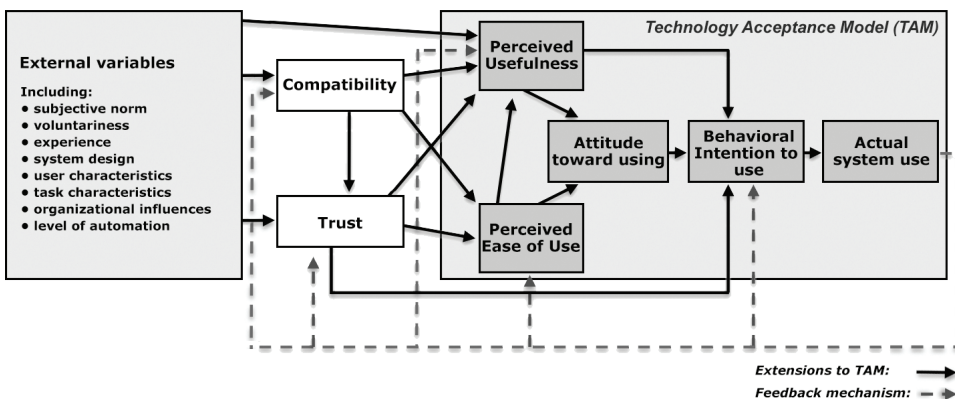 Technology Acceptance Model (TAM)
External variables
Including:
• subjective norm
• voluntariness
• experience
• system design
• user characteristics
• task characteristics
• organizational influences
• level of automation
Compatibility
Trust
Perceived
Usefulness
Perceived
Ease of Use
Attitude
toward using
Behavioral
Intention to
use
Actual
system use
Extensions to TAM:
Feedback mechanism: